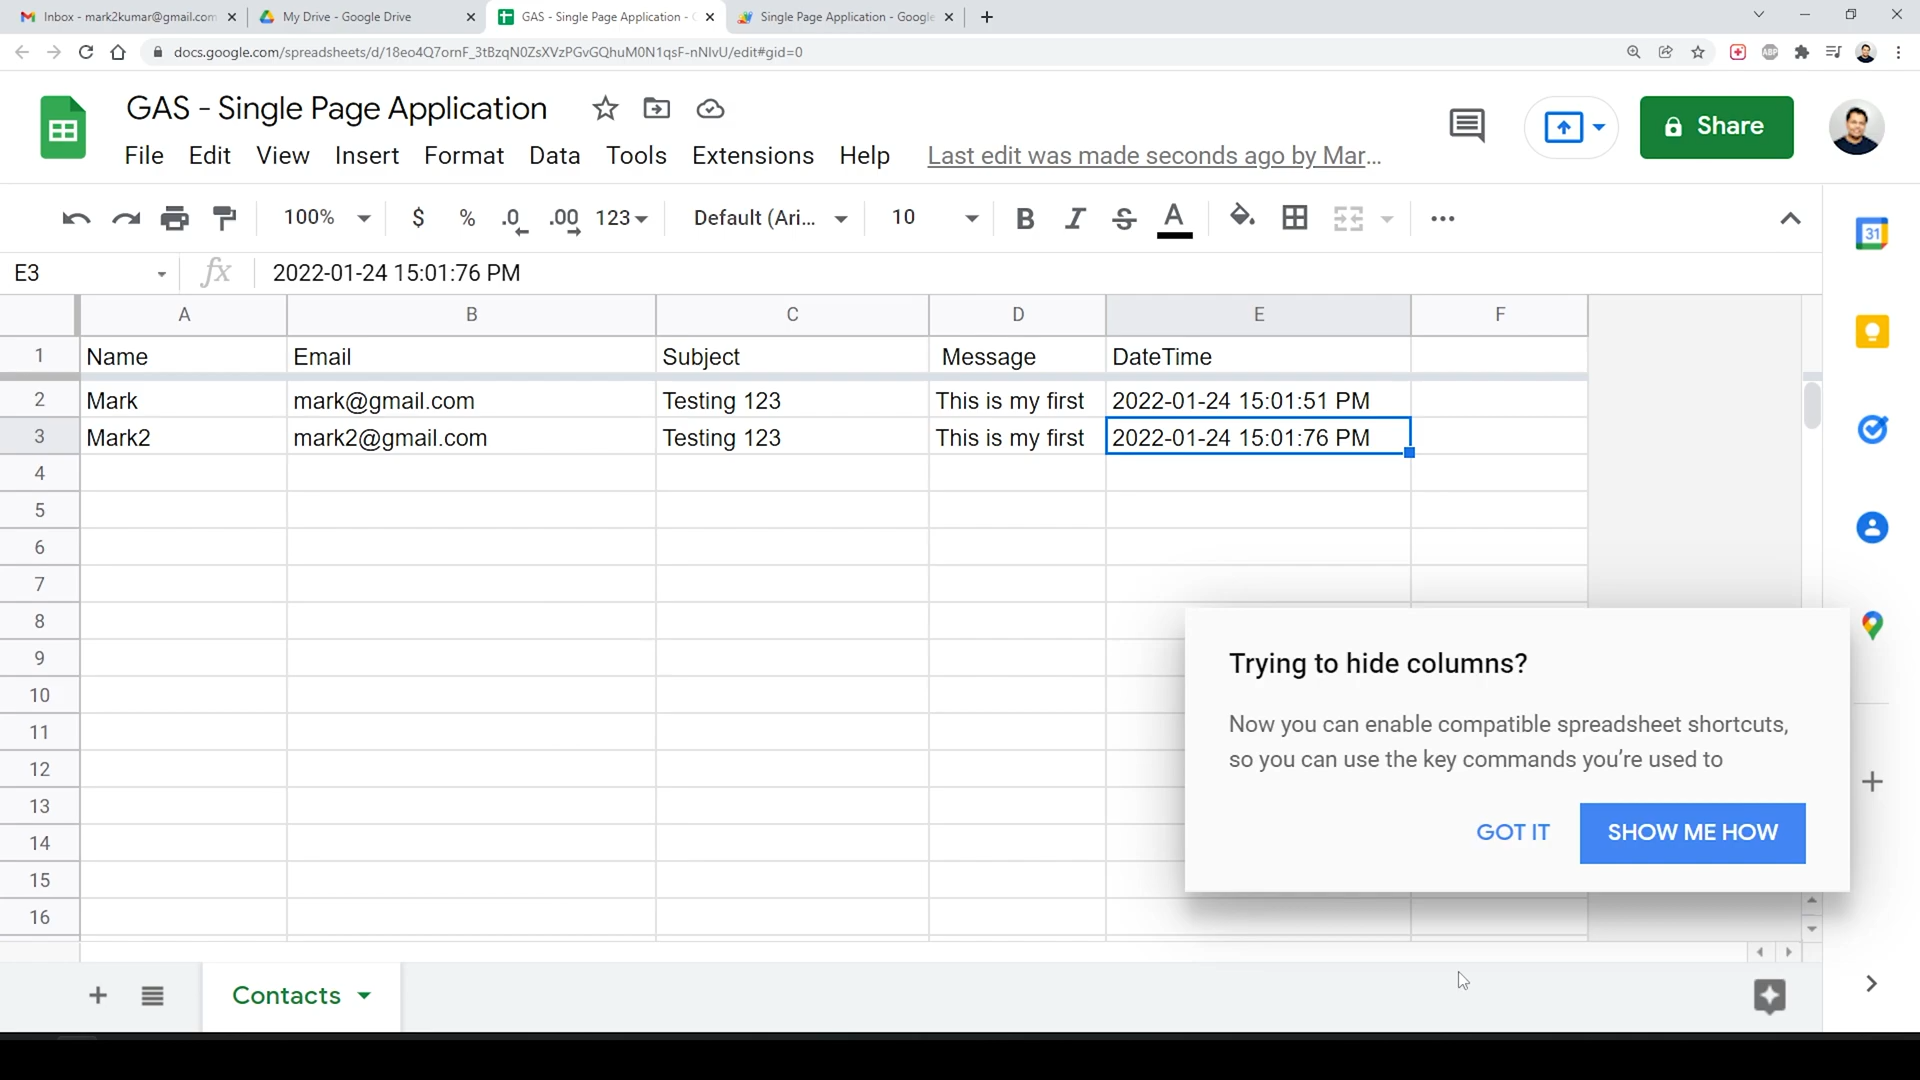 Inbox - mark2kumar@gmail.com
My Drive - Google Drive
GAS - Single Page Application -
Single Page Application - Google
docs.google.com/spreadsheets/d/18eo4Q7ornF_3tBzqN0ZsXVzPGvGQhuM0N1qsF-nNIvU/edit#gid=0
ABP
GAS - Single Page Application
Share
File Edit View Insert Format Data Tools Extensions Help Last edit was made seconds ago by Mar...
100% $ % .0 .00 123 Default (Ari... 10 B I S A
31
E3 fx 2022-01-24 15:01:76 PM
A B C D E F
1 Name Email Subject Message DateTime
2 Mark mark@gmail.com Testing 123 This is my first 2022-01-24 15:01:51 PM
3 Mark2 mark2@gmail.com Testing 123 This is my first 2022-01-24 15:01:76 PM
4
5
6
7
8
9
10
11
12
13
14
15
16
Trying to hide columns?
Now you can enable compatible spreadsheet shortcuts,
so you can use the key commands you're used to
GOT IT SHOW ME HOW
Contacts